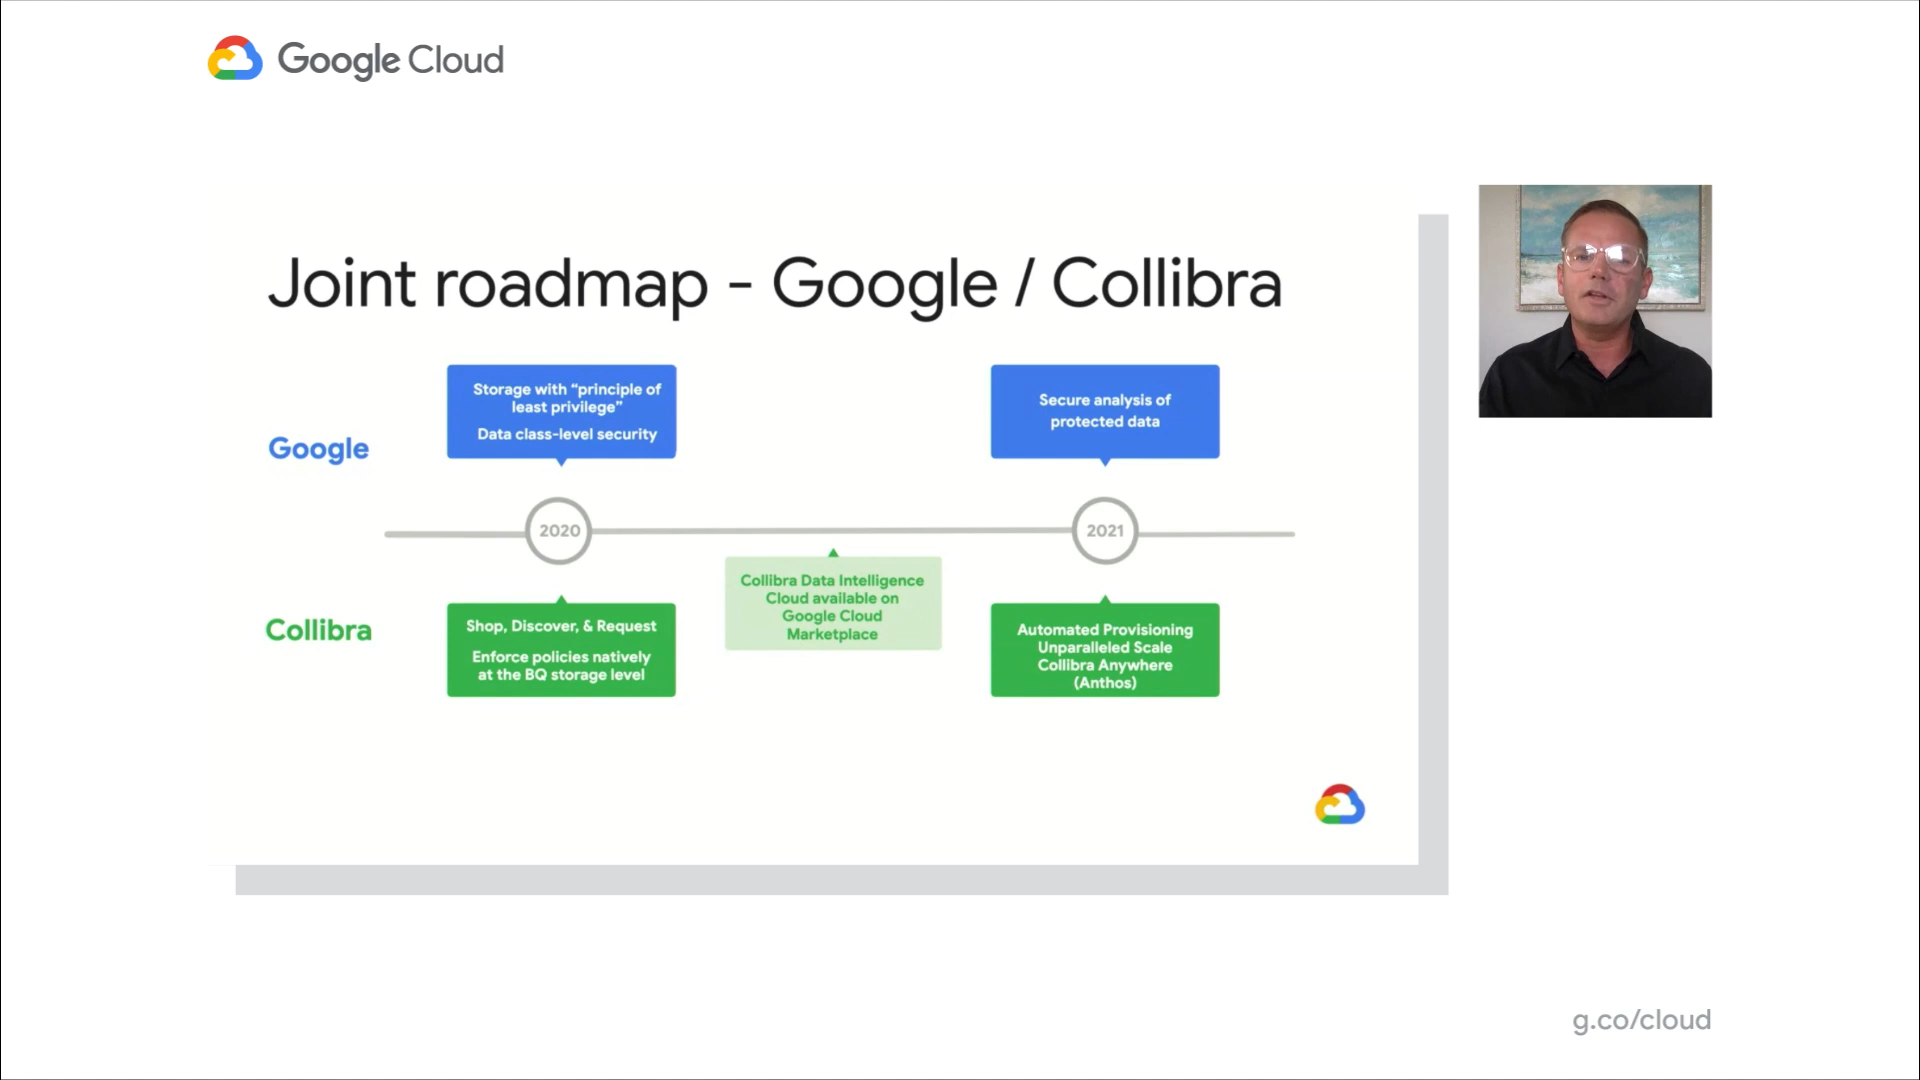 Google Cloud
Joint roadmap - Google / Collibra
Storage with “principle of
least privilege”
Data class-level security
Secure analysis of
protected data
Google
2020
2021
Collibra Data Intelligence
Cloud available on
Google Cloud
Marketplace
Collibra
Shop, Discover, & Request
Enforce policies natively
at the BQ storage level
Automated Provisioning
Unparalleled Scale
Collibra Anywhere
(Anthos)
g.co/cloud